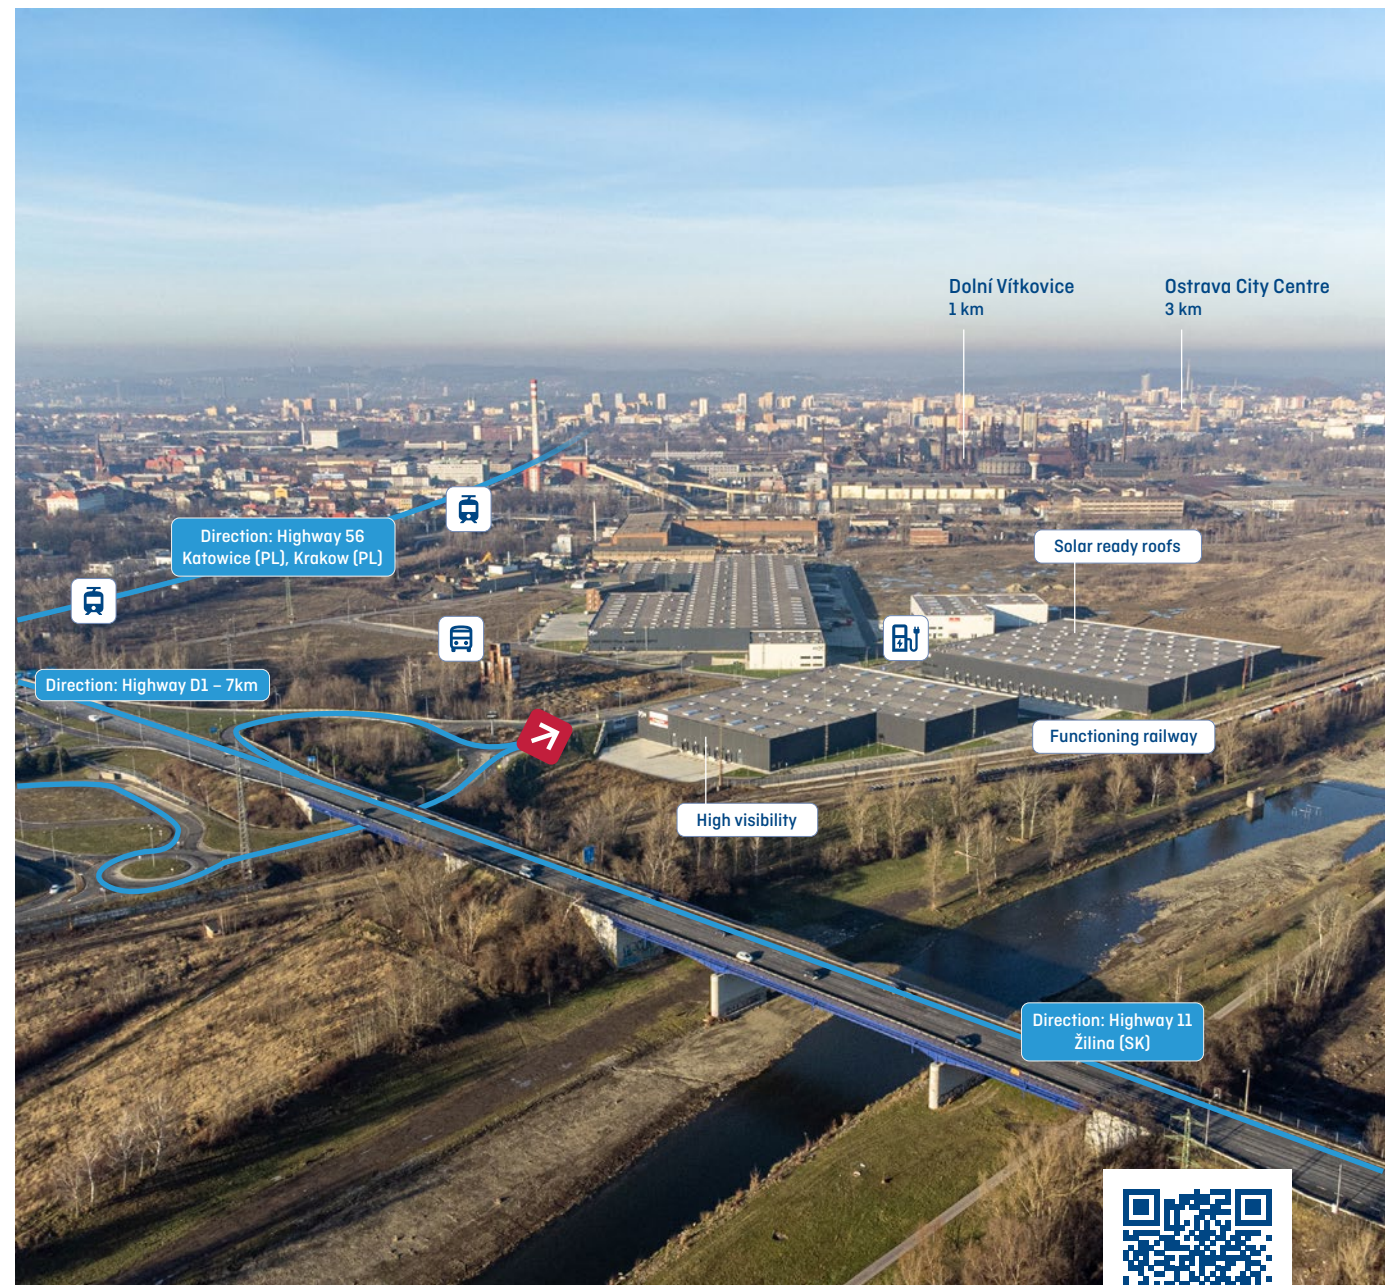 Dolní Vítkovice
1 km
Ostrava City Centre
3 km
Direction: Highway 56
Katowice (PL), Krakow (PL)
Solar ready roofs
Direction: Highway D1 – 7km
Functioning railway
High visibility
Direction: Highway 11
Žilina (SK)